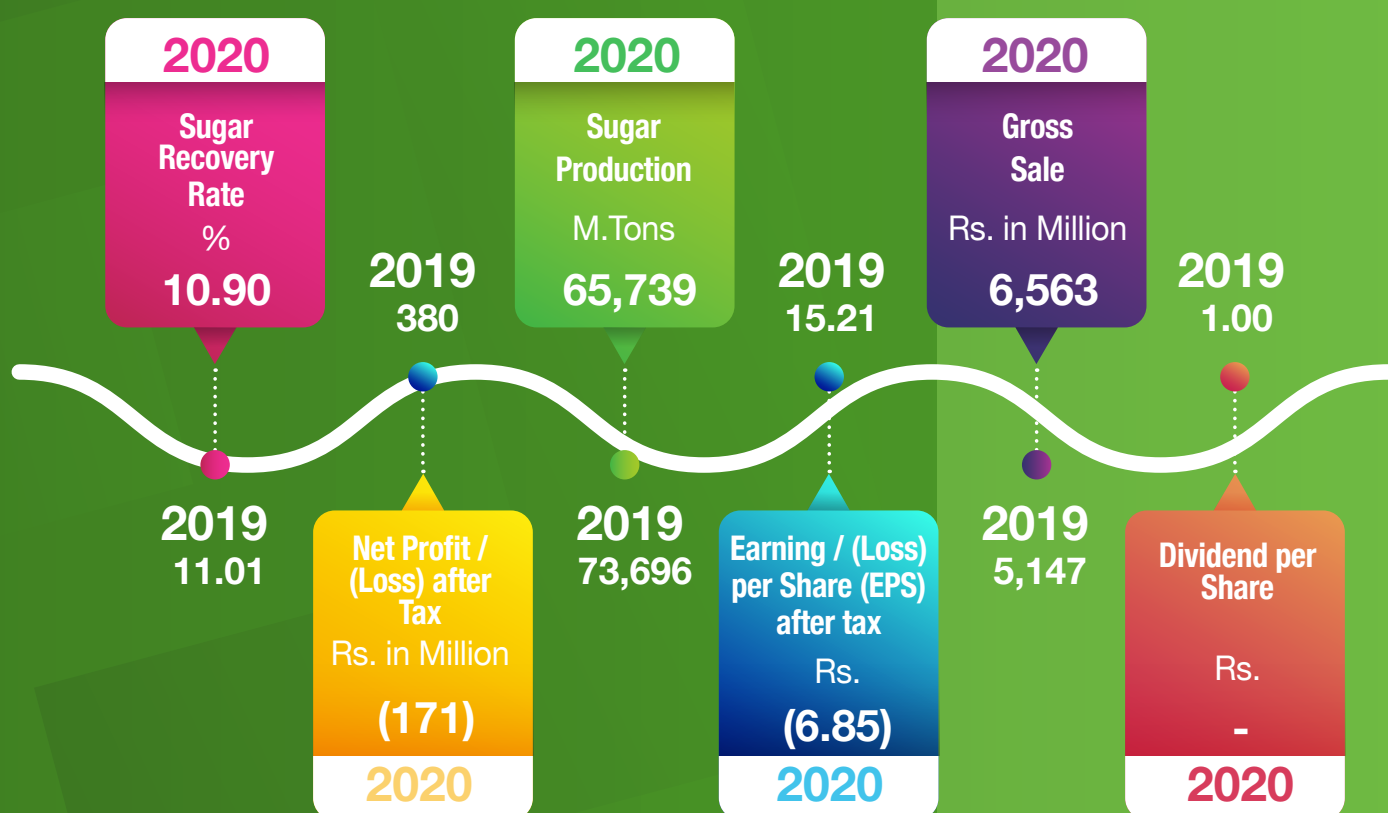 2020
Sugar
Recovery
Rate
%
10.90
2019
11.01
2019
380
Net Profit /
(Loss) after
Tax
Rs. in Million
(171)
2020
2020
Sugar
Production
M.Tons
65,739
2019
73,696
2019
15.21
Earning / (Loss)
per Share (EPS)
after tax
Rs.
(6.85)
2020
2020
Gross
Sale
Rs. in Million
6,563
2019
5,147
2019
1.00
Dividend per
Share
Rs.
-
2020